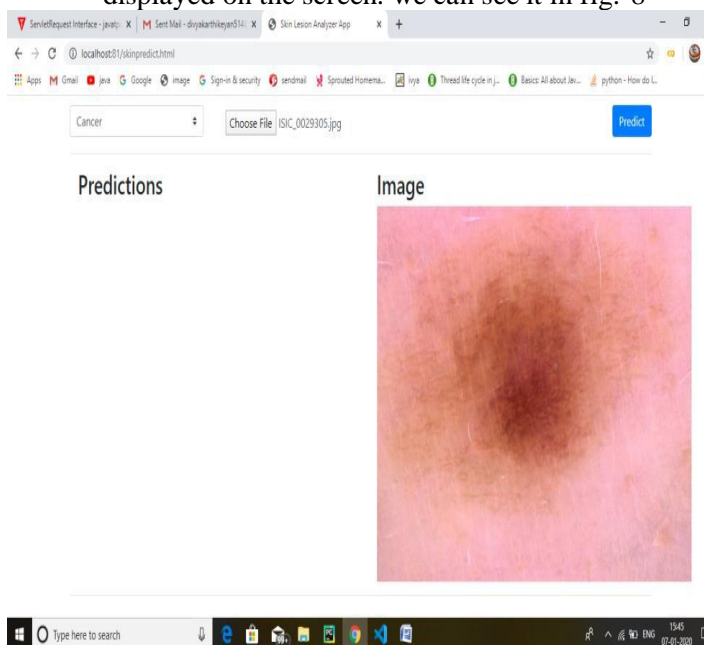 displayed on the screen. we can see it in fig. 8
ServletRequest Interface - javatp X M Sent Mail - divyakarthikeyan514 X Skin Lesion Analyzer App X +
localhost:81/skinpredict.html
Apps M Gmail java G Google image G Sign-in & security sendmail Sprouted Homema... ivya Thread life cycle in j... Basics: All about Jav... python - How do I...
Cancer Choose File ISIC_0029305.jpg Predict
Predictions Image
Type here to search 99+ PC ENG 15:45
07-01-2020